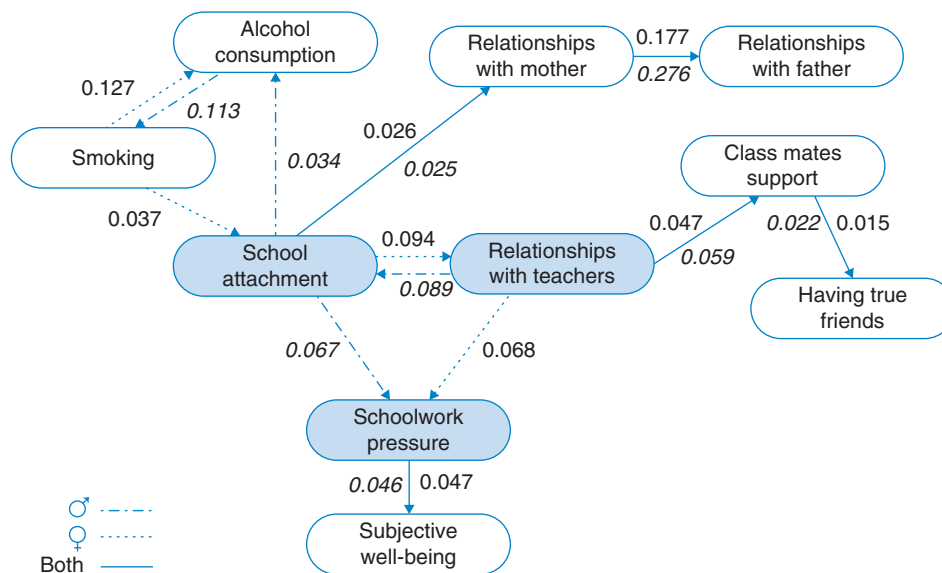 Alcohol
consumption
Relationships
with mother
0.177
0.276
Relationships
with father
0.127
0.113
Smoking
0.034
0.026
0.025
Class mates
support
0.037
0.047
0.059
0.022
0.015
School
attachment
0.094
0.089
Relationships
with teachers
Having true
friends
0.067
0.068
Schoolwork
pressure
0.046
0.047
♂
♀
Both
Subjective
well-being